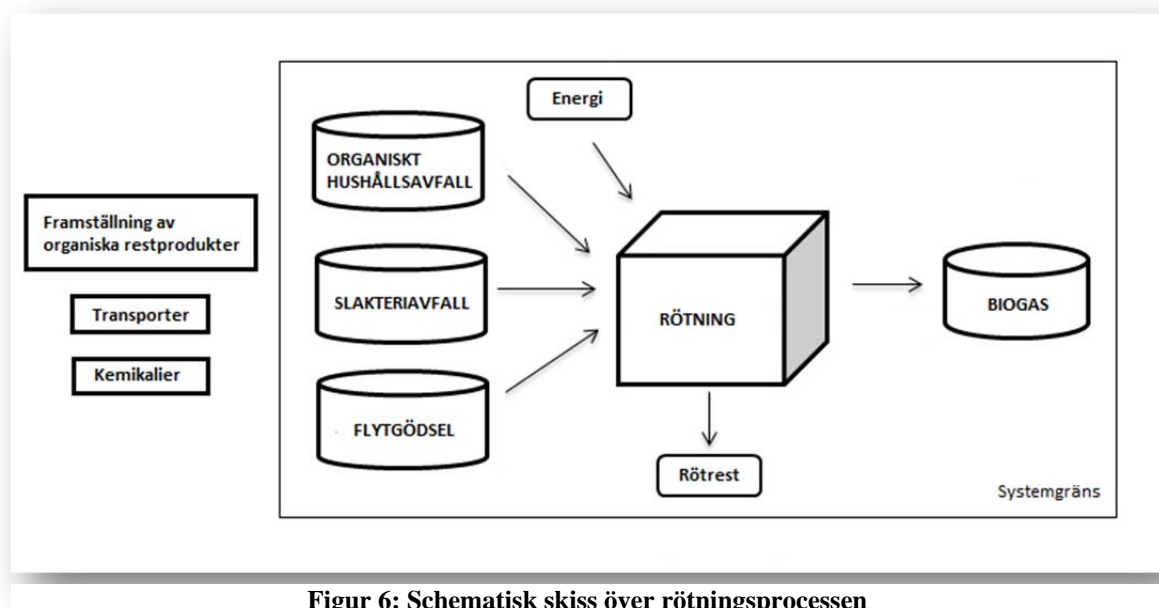 Energi
ORGANISKT
HUSHÅLLSAVFALL
Framställning av
organiska restprodukter
SLAKTERIAVFALL
RÖTNING
BIOGAS
Transporter
Kemikalier
FLYTGÖDSEL
Rötrest
Systemgräns
Figur 6: Schematisk skiss över rötningsprocessen